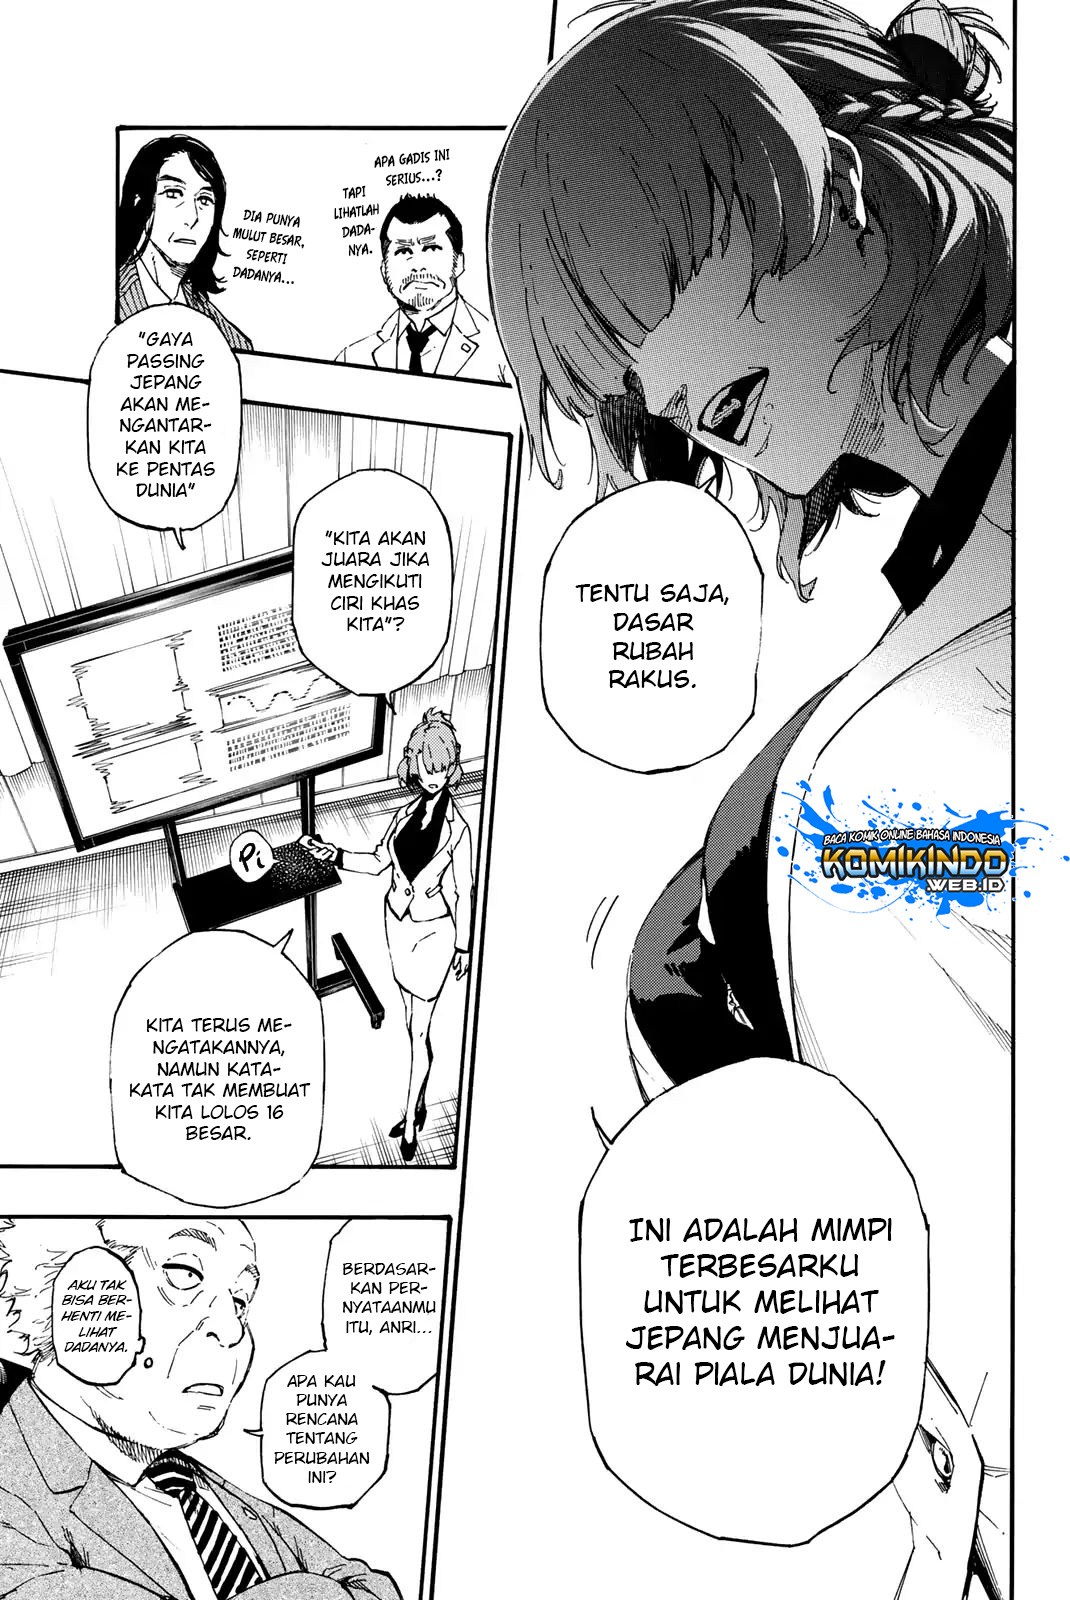 TENTU SAJA,
DASAR
RUBAH
RAKUS.
INI ADALAH MIMPI
TERBESARKU
UNTUK MELIHAT
JEPANG MENJUA-
RAI PIALA DUNIA!
APA GADIS INI
SERIUS...?
TAPI
LIHATLAH
DADA-
NYA.
DIA PUNYA
MULUT BESAR,
SEPERTI
DADANYA...
"GAYA
PASSING
JEPANG
AKAN ME-
NGANTAR-
KAN KITA
KE PENTAS
DUNIA"
"KITA AKAN
JUARA JIKA
MENGIKUTI
CIRI KHAS
KITA"?
Pi
KITA TERUS ME-
NGATAKANNYA,
NAMUN KATA-
KATA TAK MEMBUAT
KITA LOLOS 16
BESAR.
BERDASAR-
KAN PER-
NYATAANMU
ITU, ANRI...
APA KAU
PUNYA
RENCANA
TENTANG
PERUBAHAN
INI?
AKU TAK
BISA BER-
HENTI ME-
LIHAT
DADANYA.
BACA KOMIK ONLINE BAHASA INDONESIA
KOMIKINDO
WEB.ID